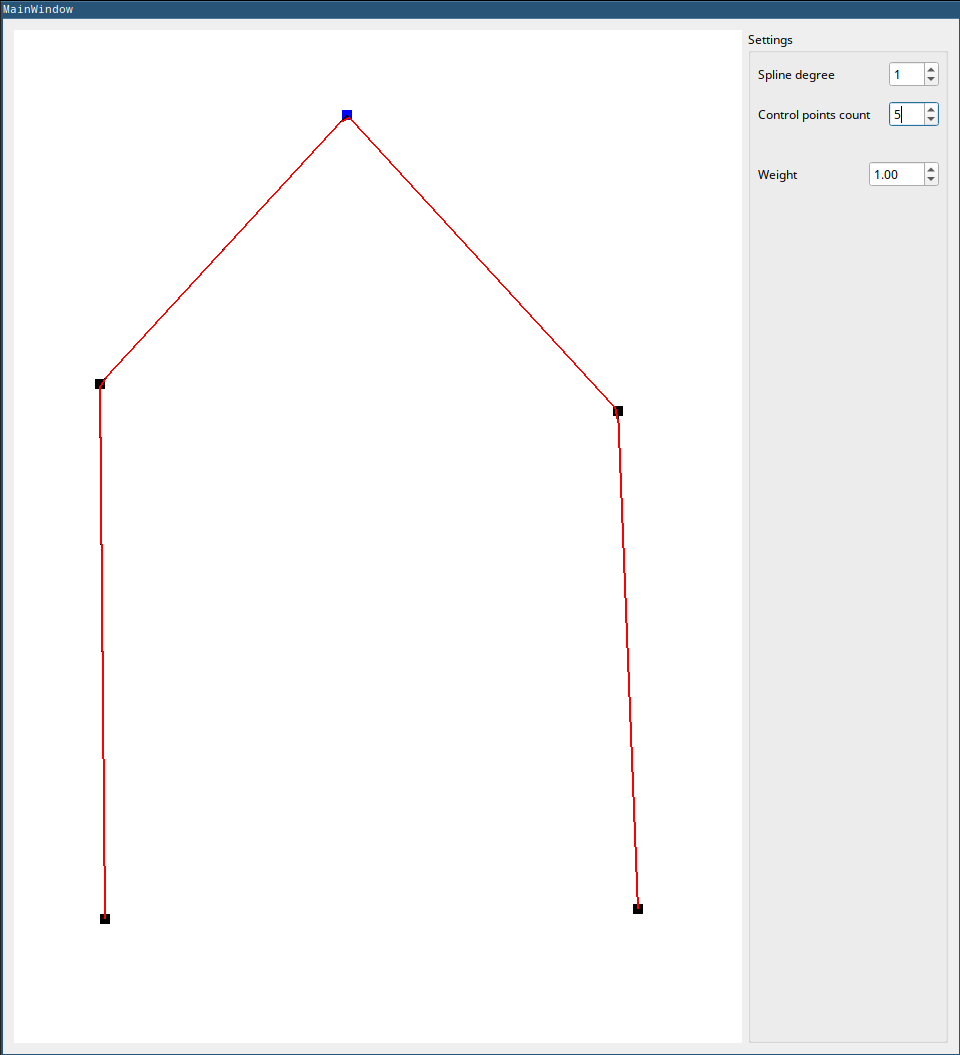 MainWindow
Settings
Spline degree 1
Control points count 5
Weight 1.00